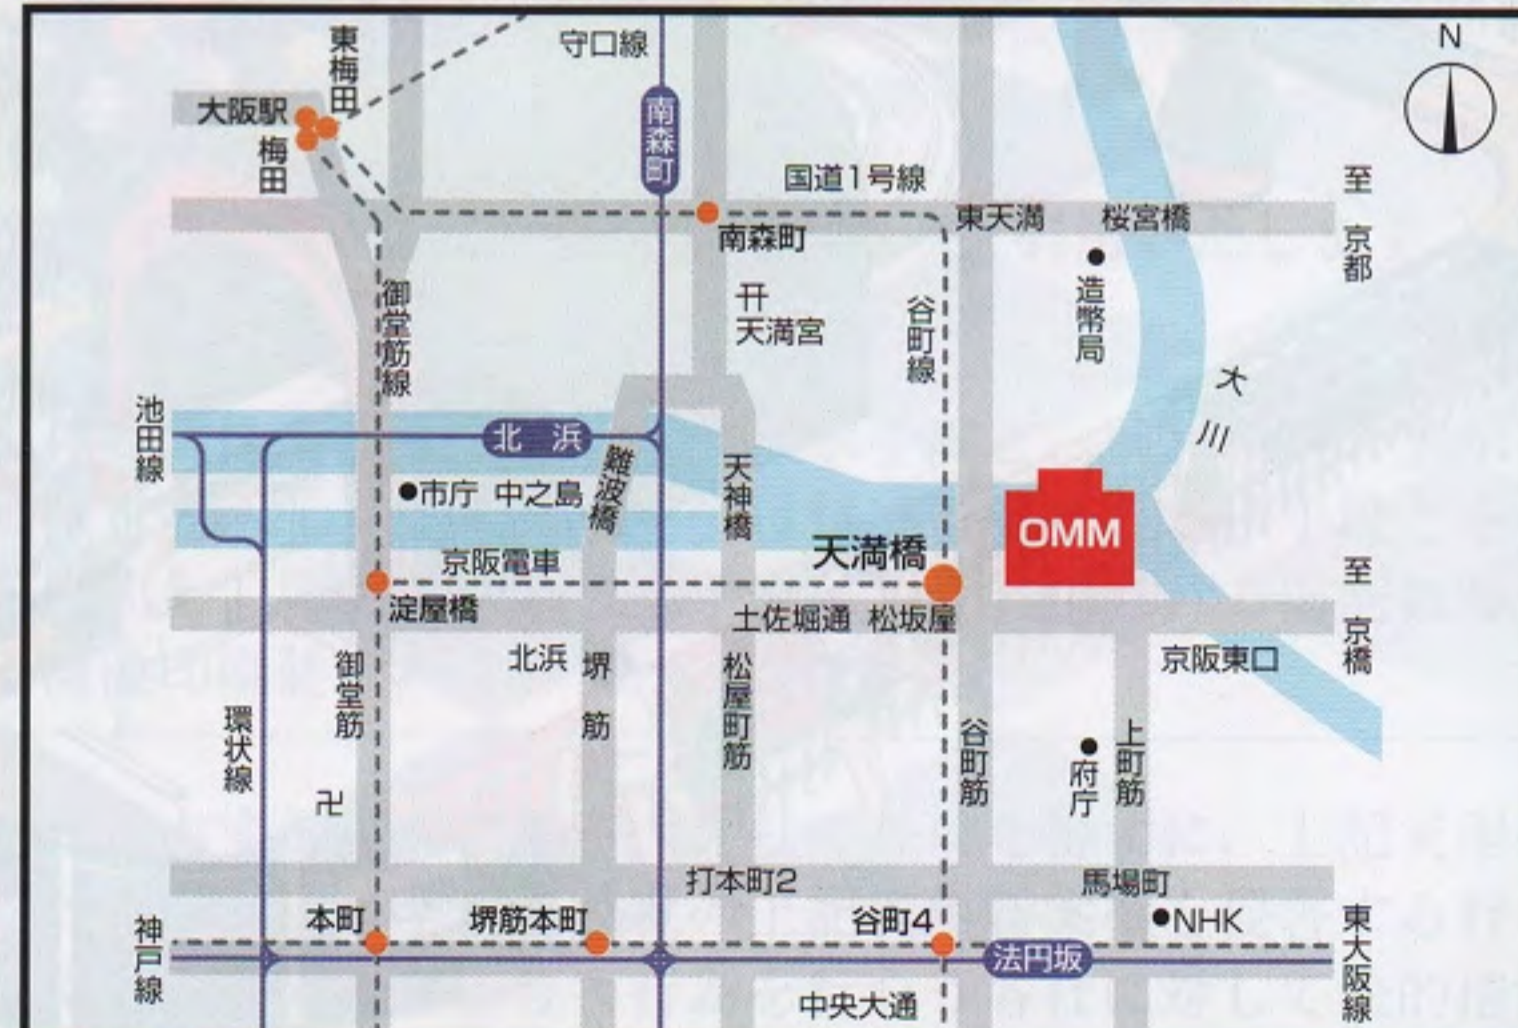 東梅田
守口線
N
大阪駅
梅田
南森町
国道1号線
至 京都
東天満
桜宮橋
南森町
造幣局
御堂筋線
天満宮
谷町線
大川
池田線
北 浜
難波橋
天神橋
市庁 中之島
OMM
天満橋
京阪電車
至 京橋
淀屋橋
土佐堀通 松坂屋
北浜
堺筋
京阪東口
御堂筋
松屋町筋
環状線
谷町筋
上町筋
府庁
卍
打本町2
馬場町
本町
堺筋本町
谷町4
NHK
神戸線
東大阪線
法円坂
中央大通